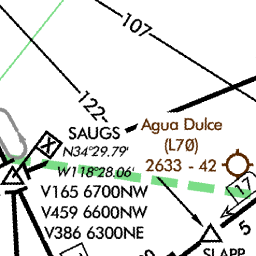 107
122
SAUGS
N34°29.79'
W118°28.06'
V165 6700NW
V459 6600NW
V386 6300NE
Agua Dulce
(L70)
2633 - 42
17
5
SLAPP
X